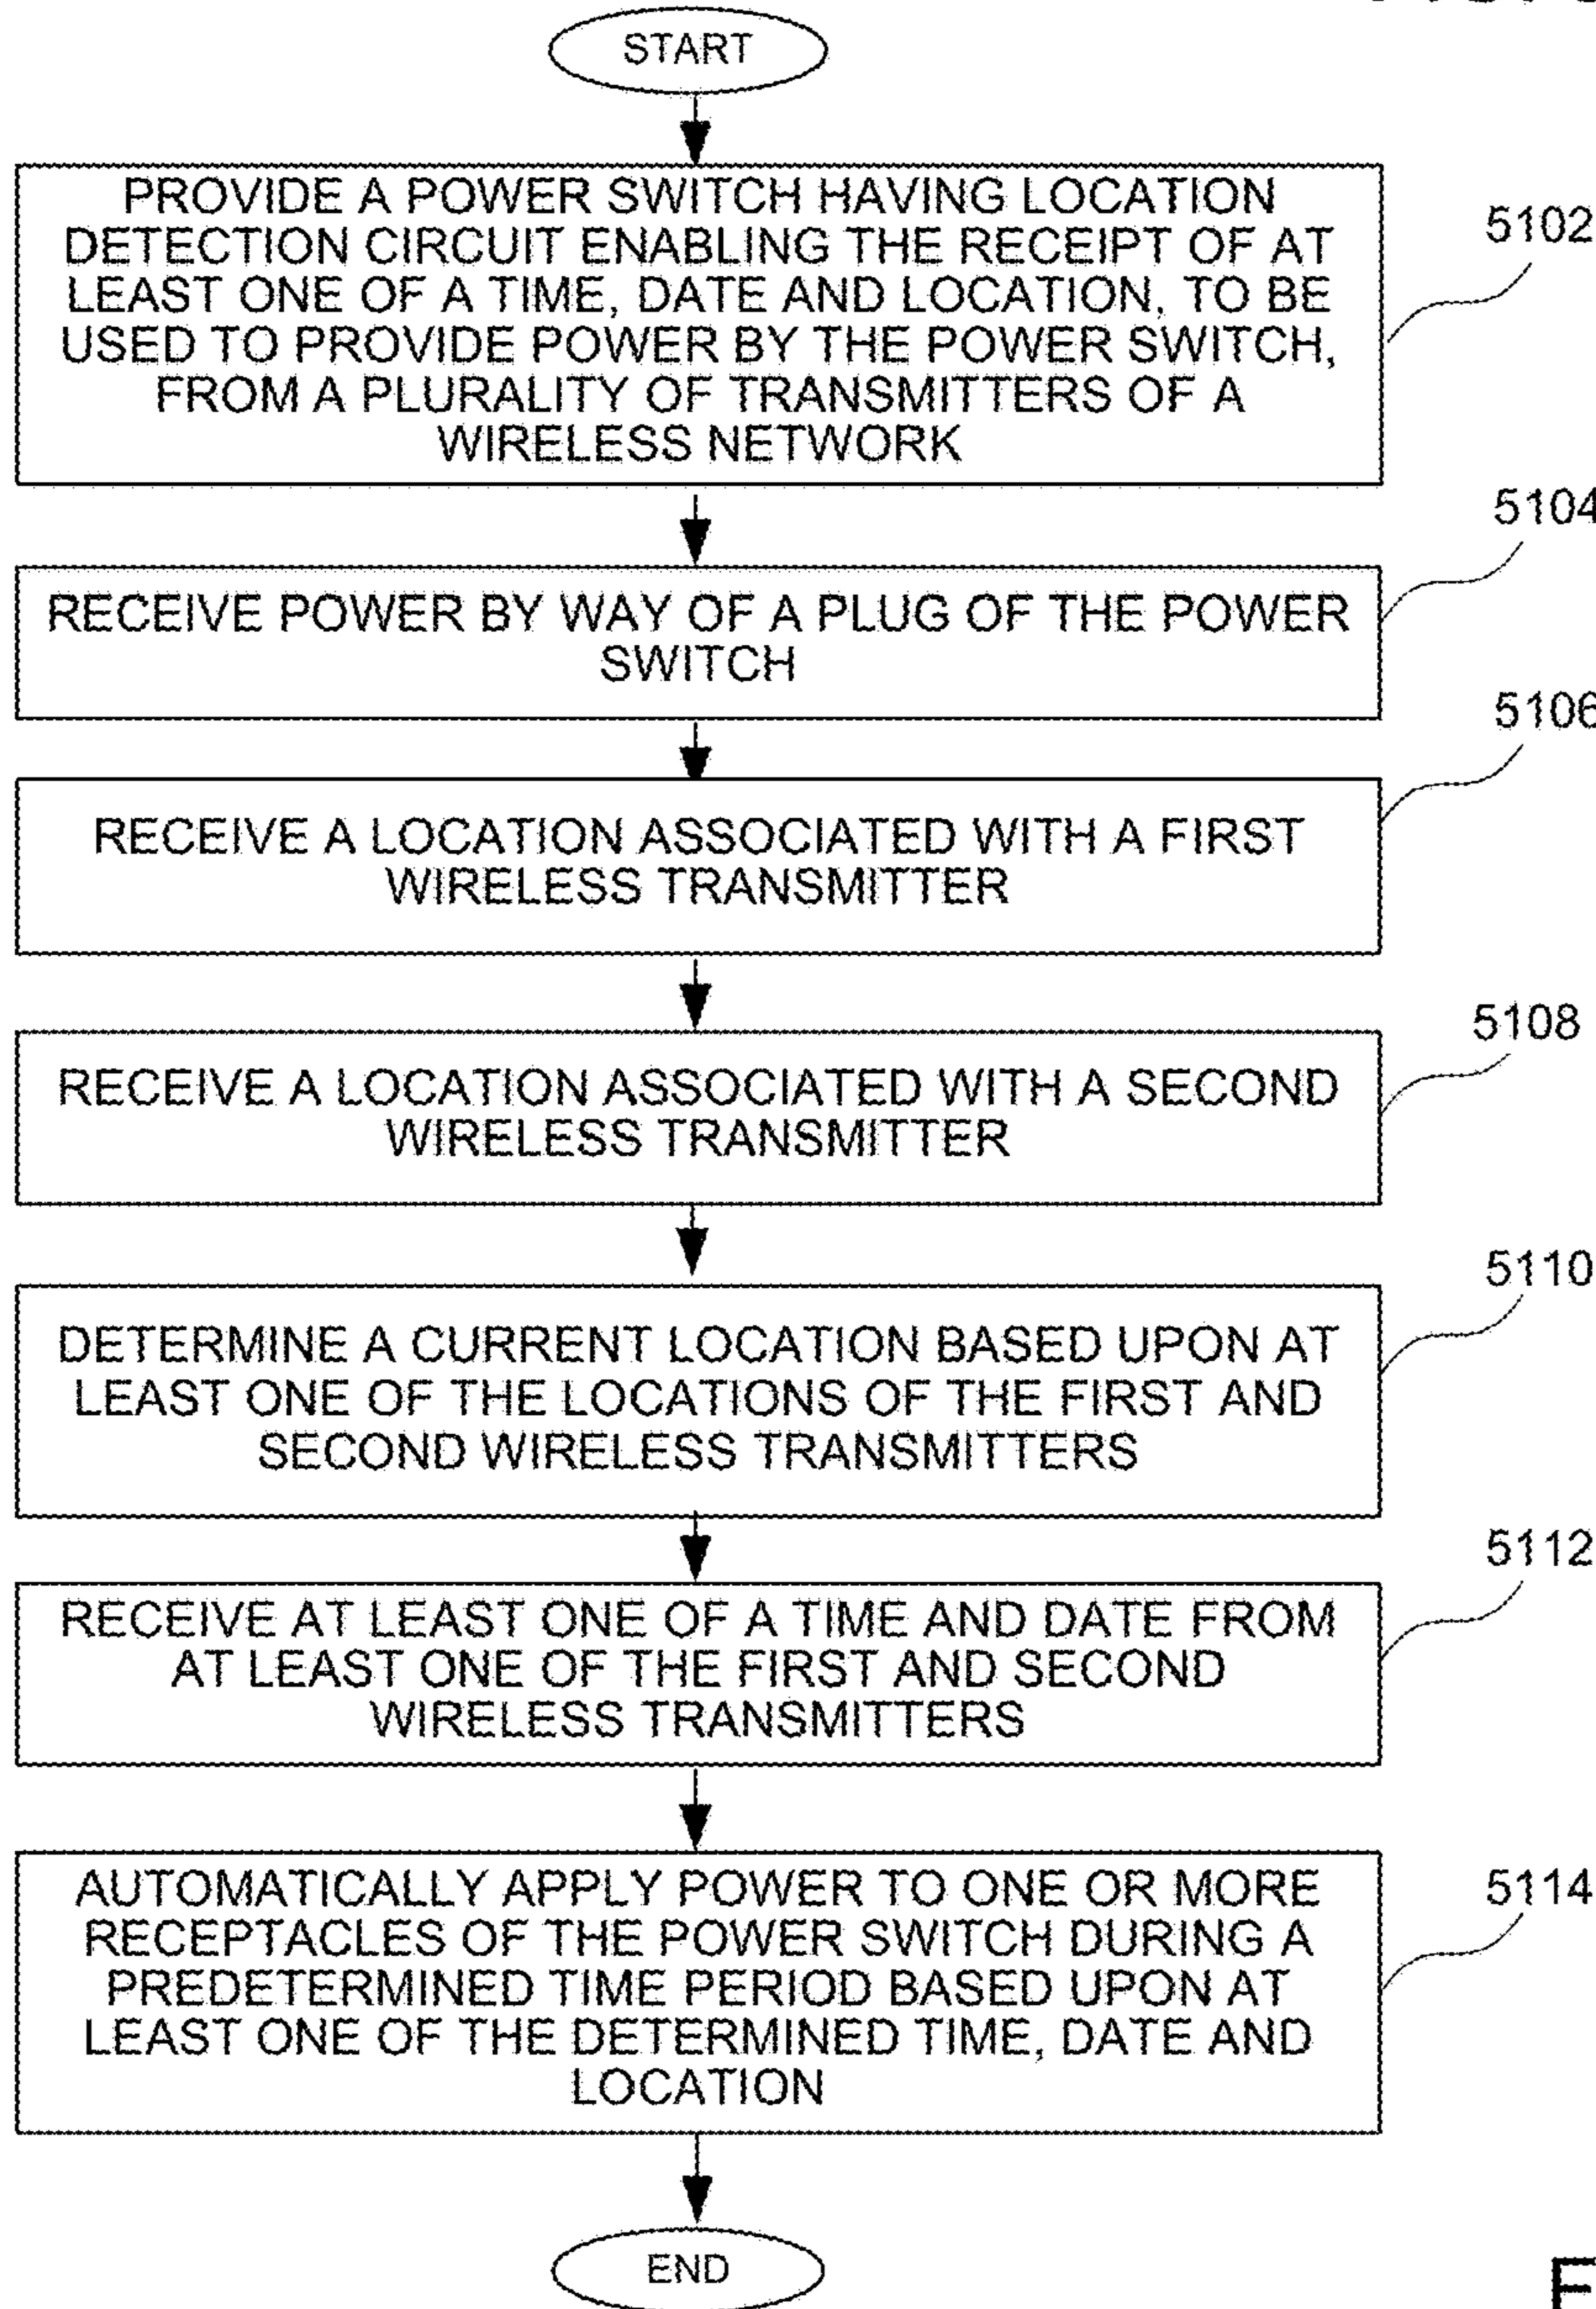 START
PROVIDE A POWER SWITCH HAVING LOCATION
DETECTION CIRCUIT ENABLING THE RECEIPT OF AT
LEAST ONE OF A TIME, DATE AND LOCATION, TO BE
USED TO PROVIDE POWER BY THE POWER SWITCH,
FROM A PLURALITY OF TRANSMITTERS OF A
WIRELESS NETWORK
5102
5104
RECEIVE POWER BY WAY OF A PLUG OF THE POWER
SWITCH
5106
RECEIVE A LOCATION ASSOCIATED WITH A FIRST
WIRELESS TRANSMITTER
5108
RECEIVE A LOCATION ASSOCIATED WITH A SECOND
WIRELESS TRANSMITTER
5110
DETERMINE A CURRENT LOCATION BASED UPON AT
LEAST ONE OF THE LOCATIONS OF THE FIRST AND
SECOND WIRELESS TRANSMITTERS
5112
RECEIVE AT LEAST ONE OF A TIME AND DATE FROM
AT LEAST ONE OF THE FIRST AND SECOND
WIRELESS TRANSMITTERS
5114
AUTOMATICALLY APPLY POWER TO ONE OR MORE
RECEPTACLES OF THE POWER SWITCH DURING A
PREDETERMINED TIME PERIOD BASED UPON AT
LEAST ONE OF THE DETERMINED TIME, DATE AND
LOCATION
END